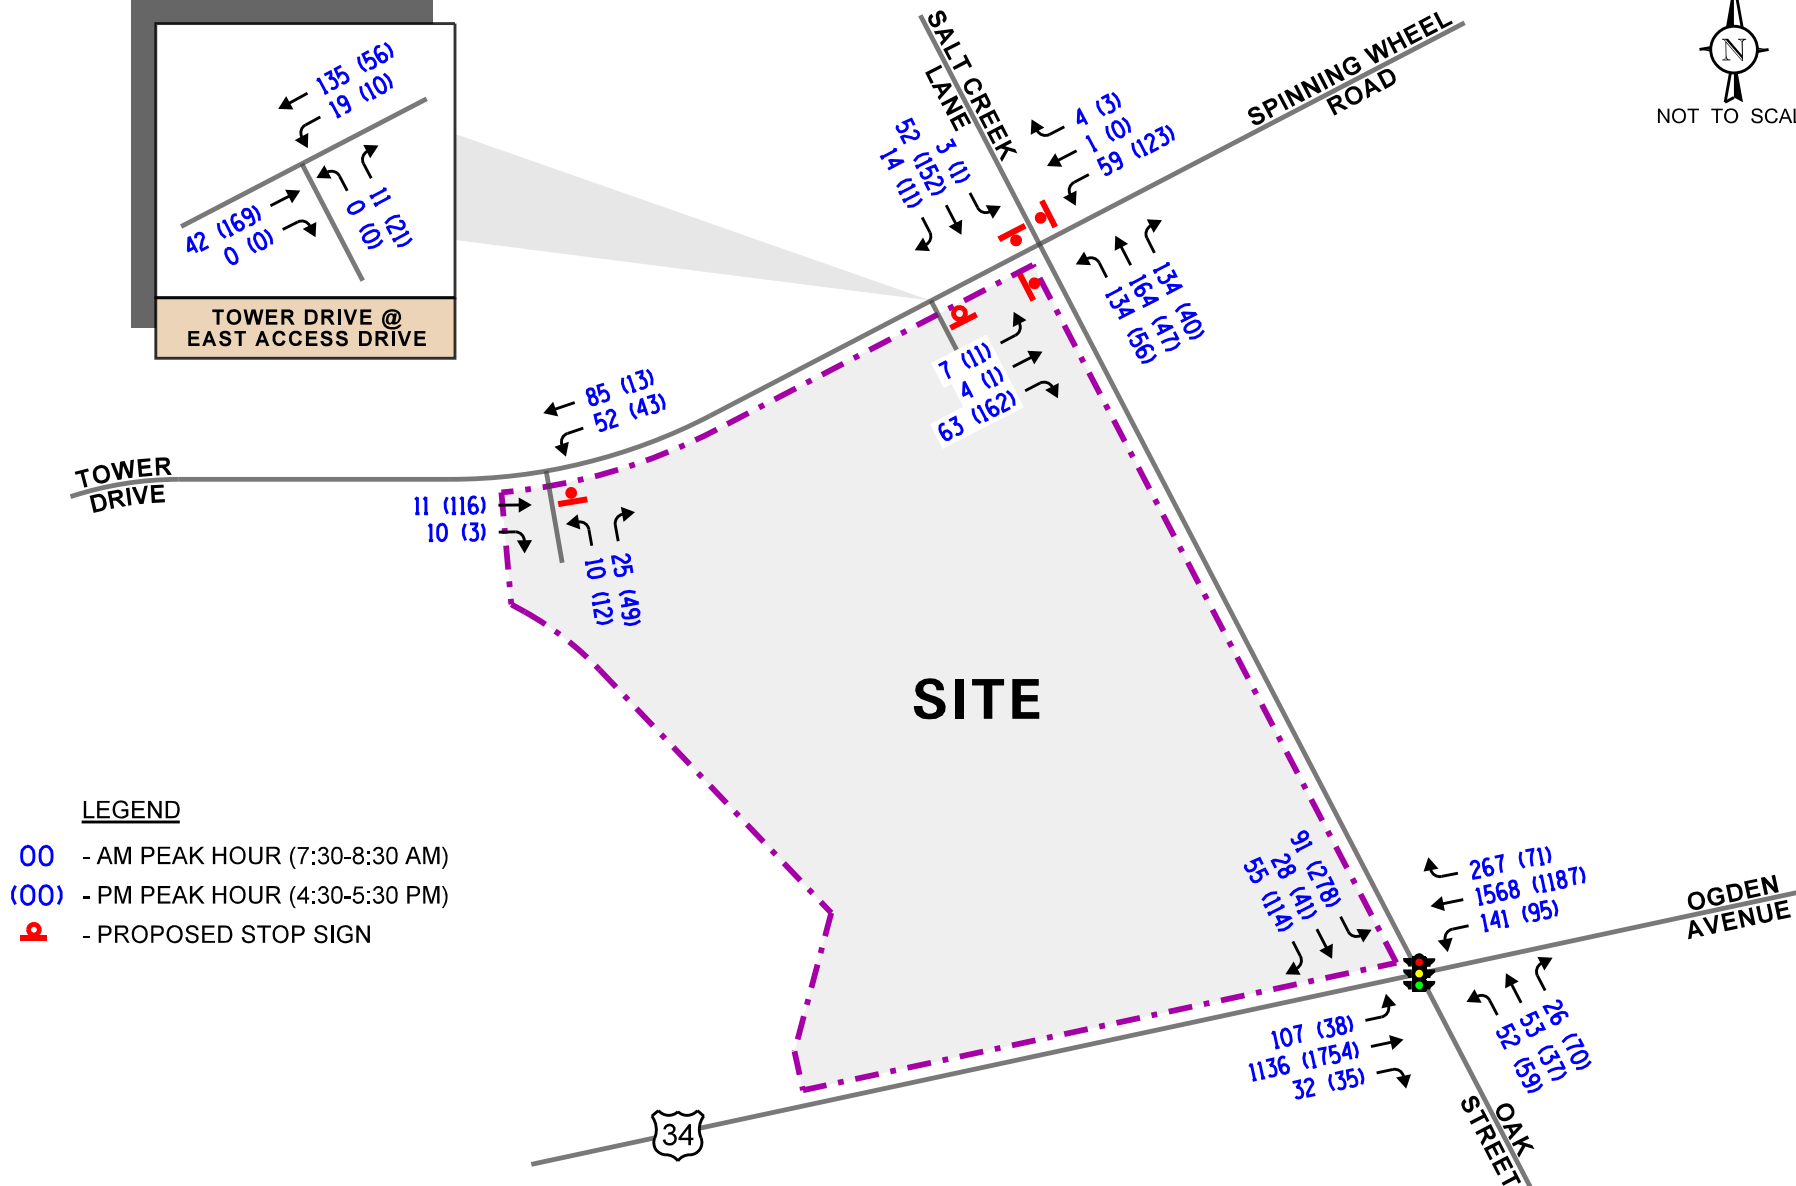 135 (56)
19 (10)
42 (169)
0 (0)
11 (21)
0 (0)
TOWER DRIVE @
EAST ACCESS DRIVE
SALT CREEK
LANE
SPINNING WHEEL
ROAD
N
NOT TO SCAL
3 (1)
52 (152)
14 (11)
4 (3)
1 (0)
59 (123)
134 (40)
164 (47)
134 (56)
7 (11)
4 (1)
63 (162)
85 (13)
52 (43)
TOWER
DRIVE
11 (116)
10 (3)
25 (49)
10 (12)
SITE
LEGEND
00 - AM PEAK HOUR (7:30-8:30 AM)
(00) - PM PEAK HOUR (4:30-5:30 PM)
- PROPOSED STOP SIGN
91 (278)
28 (41)
55 (114)
267 (71)
1568 (1187)
141 (95)
OGDEN
AVENUE
107 (38)
1136 (1754)
32 (35)
26 (70)
53 (37)
52 (59)
OAK
STREET
34